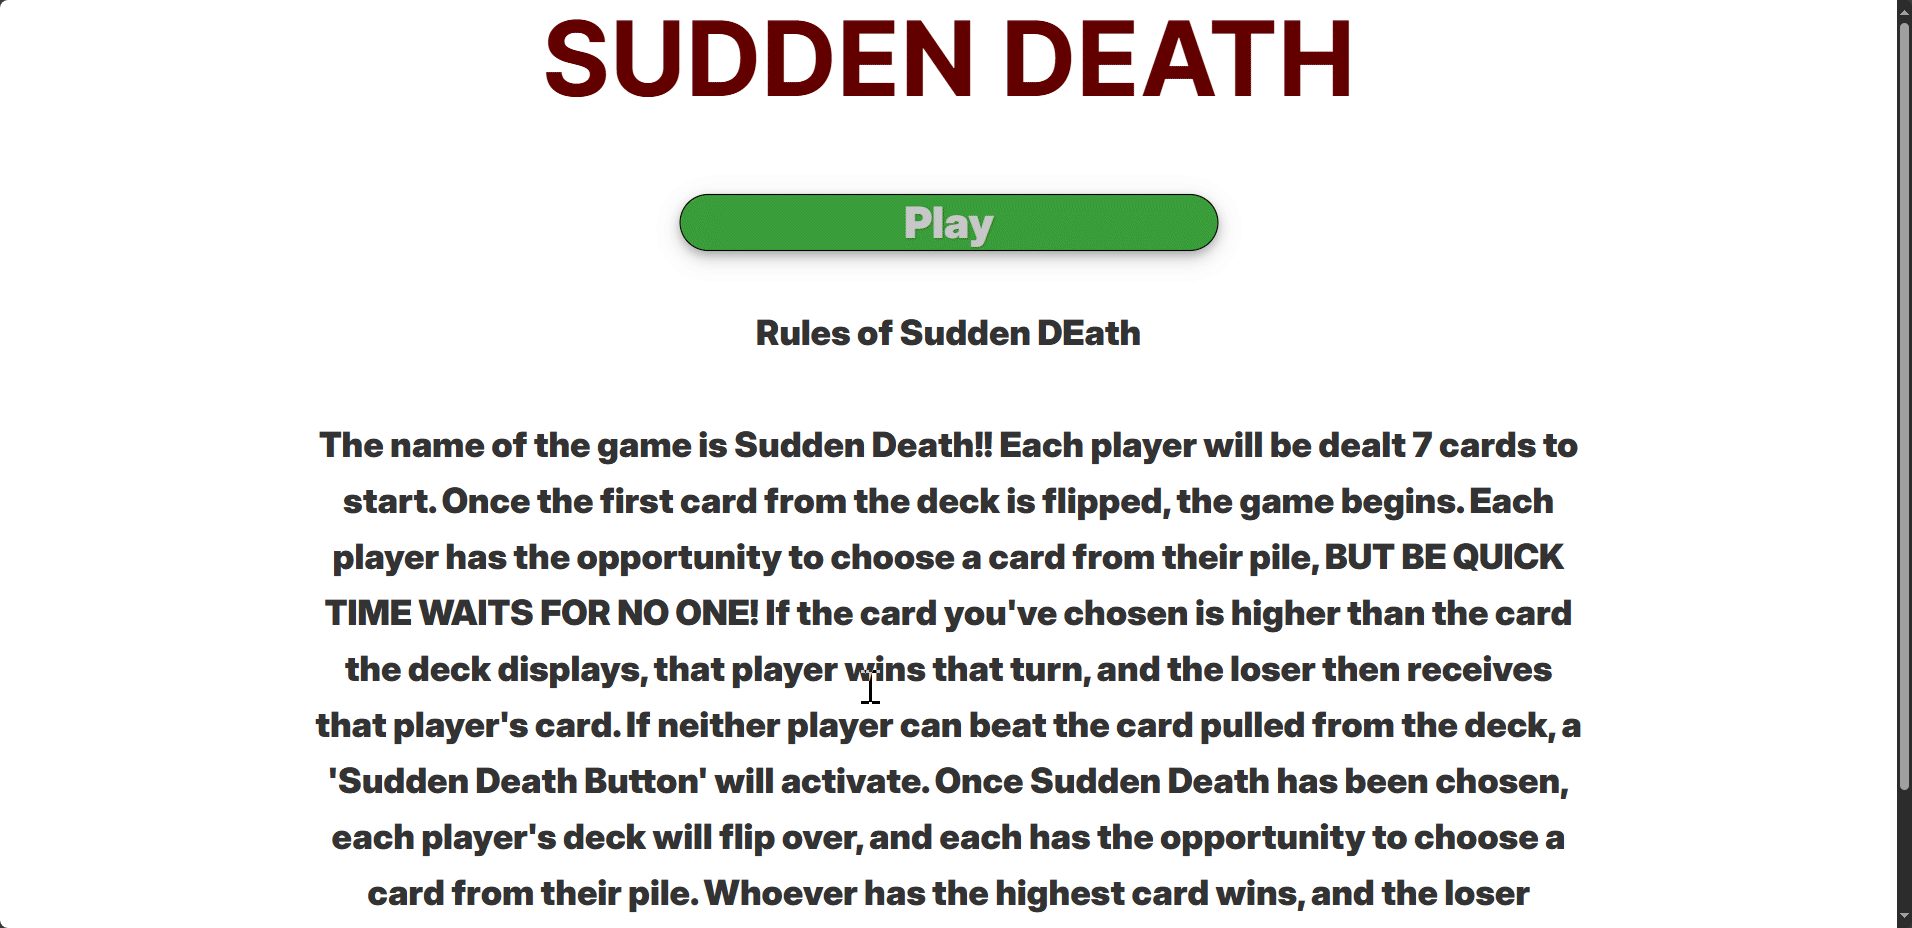 SUDDEN DEATH
Play
Rules of Sudden DEath
The name of the game is Sudden Death!! Each player will be dealt 7 cards to
start. Once the first card from the deck is flipped, the game begins. Each
player has the opportunity to choose a card from their pile, BUT BE QUICK
TIME WAITS FOR NO ONE! If the card you've chosen is higher than the card
the deck displays, that player wins that turn, and the loser then receives
that player's card. If neither player can beat the card pulled from the deck, a
'Sudden Death Button' will activate. Once Sudden Death has been chosen,
each player's deck will flip over, and each has the opportunity to choose a
card from their pile. Whoever has the highest card wins, and the loser